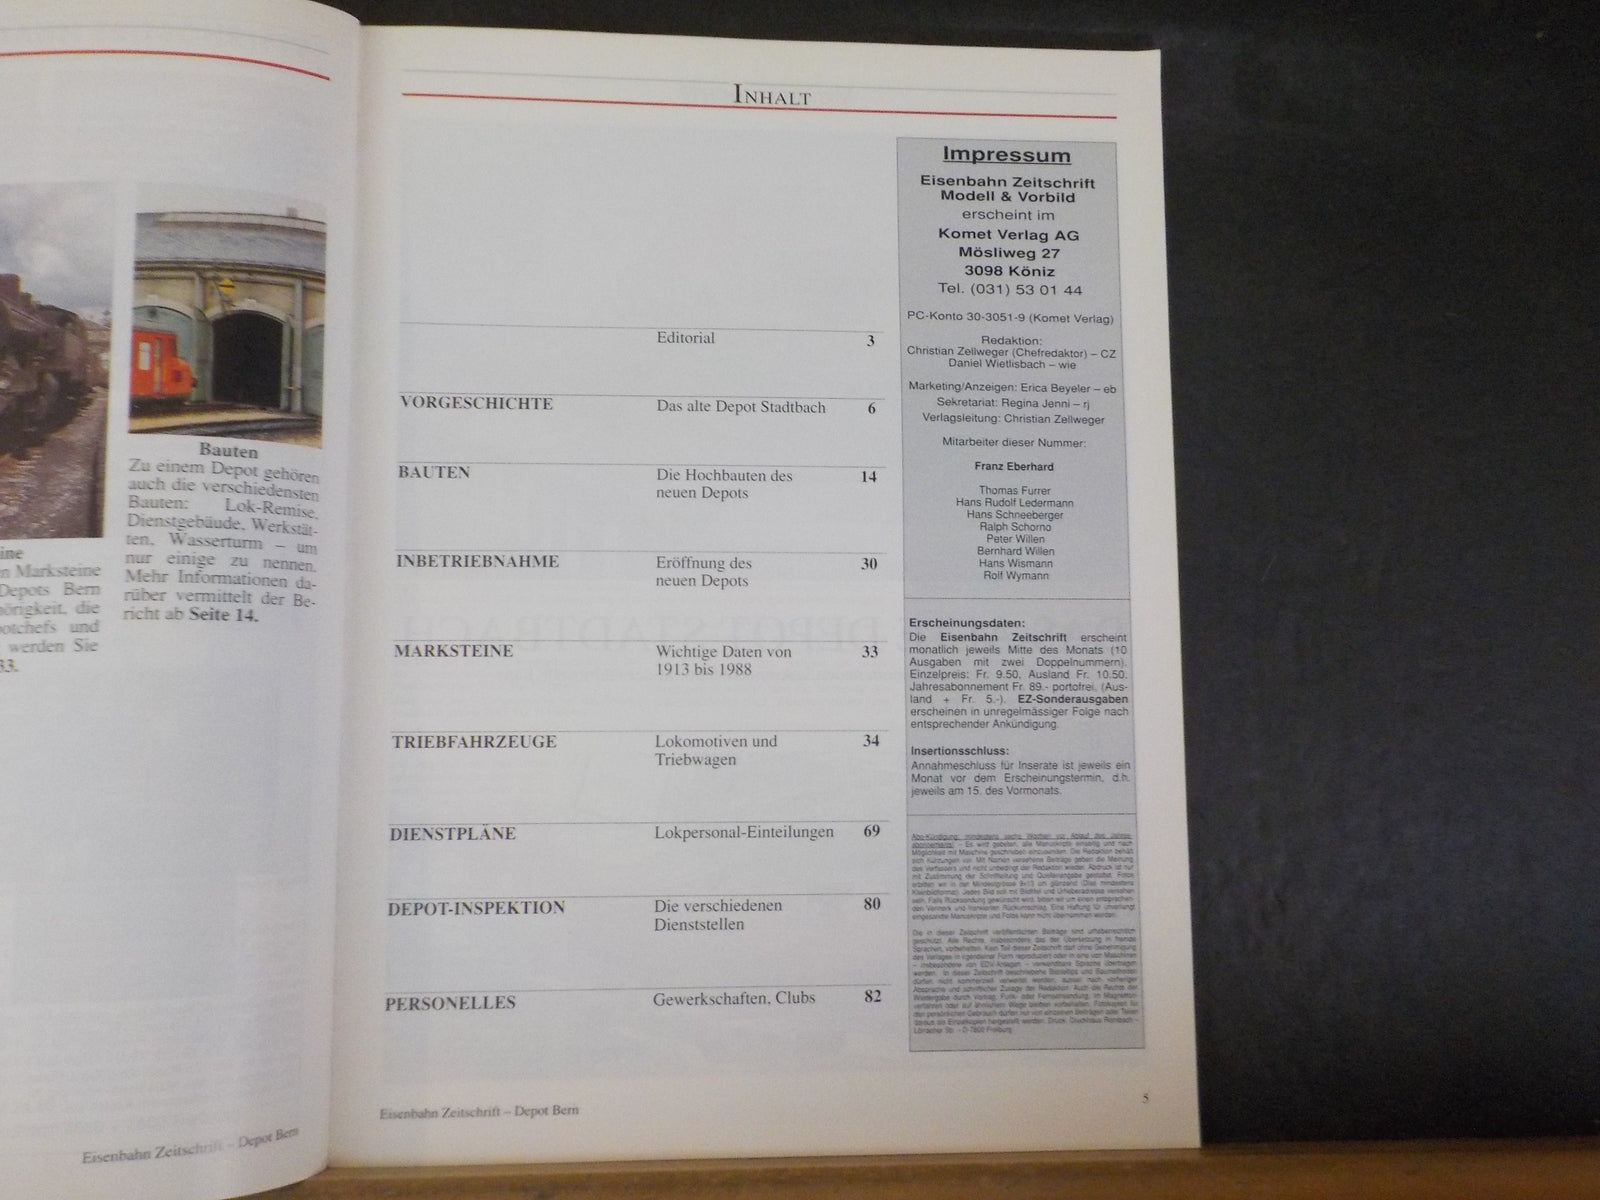 Bauten
Zu einem Depot gehören
auch die verschiedensten
Bauten: Lok-Remise,
Dienstgebäude, Werkstät-
ten, Wasserturm – um
nur einige zu nennen.
Mehr Informationen da-
rüber vermittelt der Be-
richt ab Seite 14.
ine
n Marksteine
Depots Bern
örigkeit, die
otchefs und
werden Sie
33.
Eisenbahn Zeitschrift – Depot Bern
INHALT
Editorial 3
VORGESCHICHTE Das alte Depot Stadtbach 6
BAUTEN Die Hochbauten des 14
neuen Depots
INBETRIEBNAHME Eröffnung des 30
neuen Depots
MARKSTEINE Wichtige Daten von 33
1913 bis 1988
TRIEBFAHRZEUGE Lokomotiven und 34
Triebwagen
DIENSTPLÄNE Lokpersonal-Einteilungen 69
DEPOT-INSPEKTION Die verschiedenen 80
Dienststellen
PERSONELLES Gewerkschaften, Clubs 82
Impressum
Eisenbahn Zeitschrift
Modell & Vorbild
erscheint im
Komet Verlag AG
Mösliweg 27
3098 Köniz
Tel. (031) 53 01 44
PC-Konto 30-3051-9 (Komet Verlag)
Redaktion:
Christian Zellweger (Chefredaktor) – CZ
Daniel Wietlisbach – wie
Marketing/Anzeigen: Erica Beyeler – eb
Sekretariat: Regina Jenni – rj
Verlagsleitung: Christian Zellweger
Mitarbeiter dieser Nummer:
Franz Eberhard
Thomas Furrer
Hans Rudolf Ledermann
Hans Schneeberger
Ralph Schorno
Peter Willen
Bernhard Willen
Hans Wismann
Rolf Wymann
Erscheinungsdaten:
Die Eisenbahn Zeitschrift erscheint
monatlich jeweils Mitte des Monats (10
Ausgaben mit zwei Doppelnummern).
Einzelpreis: Fr. 9.50, Ausland Fr. 10.50.
Jahresabonnement Fr. 89.- portofrei, (Aus-
land + Fr. 5.-). EZ-Sonderausgaben
erscheinen in unregelmässiger Folge nach
entsprechender Ankündigung.
Insertionsschluss:
Annahmeschluss für Inserate ist jeweils ein
Monat vor dem Erscheinungstermin, d.h.
jeweils am 15. des Vormonats.
Eisenbahn Zeitschrift – Depot Bern
5